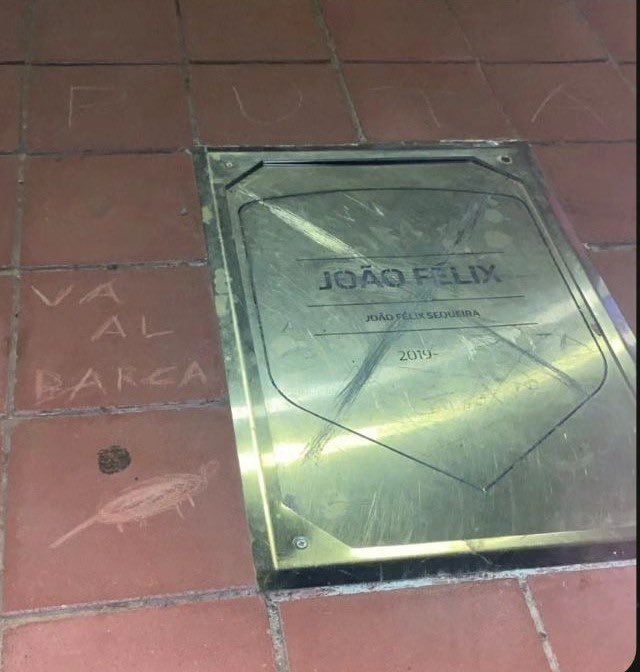 PUTA
JOÃO FÉLIX
JOÃO FÉLIX SEQUEIRA
2019-
VA
AL
BARCA